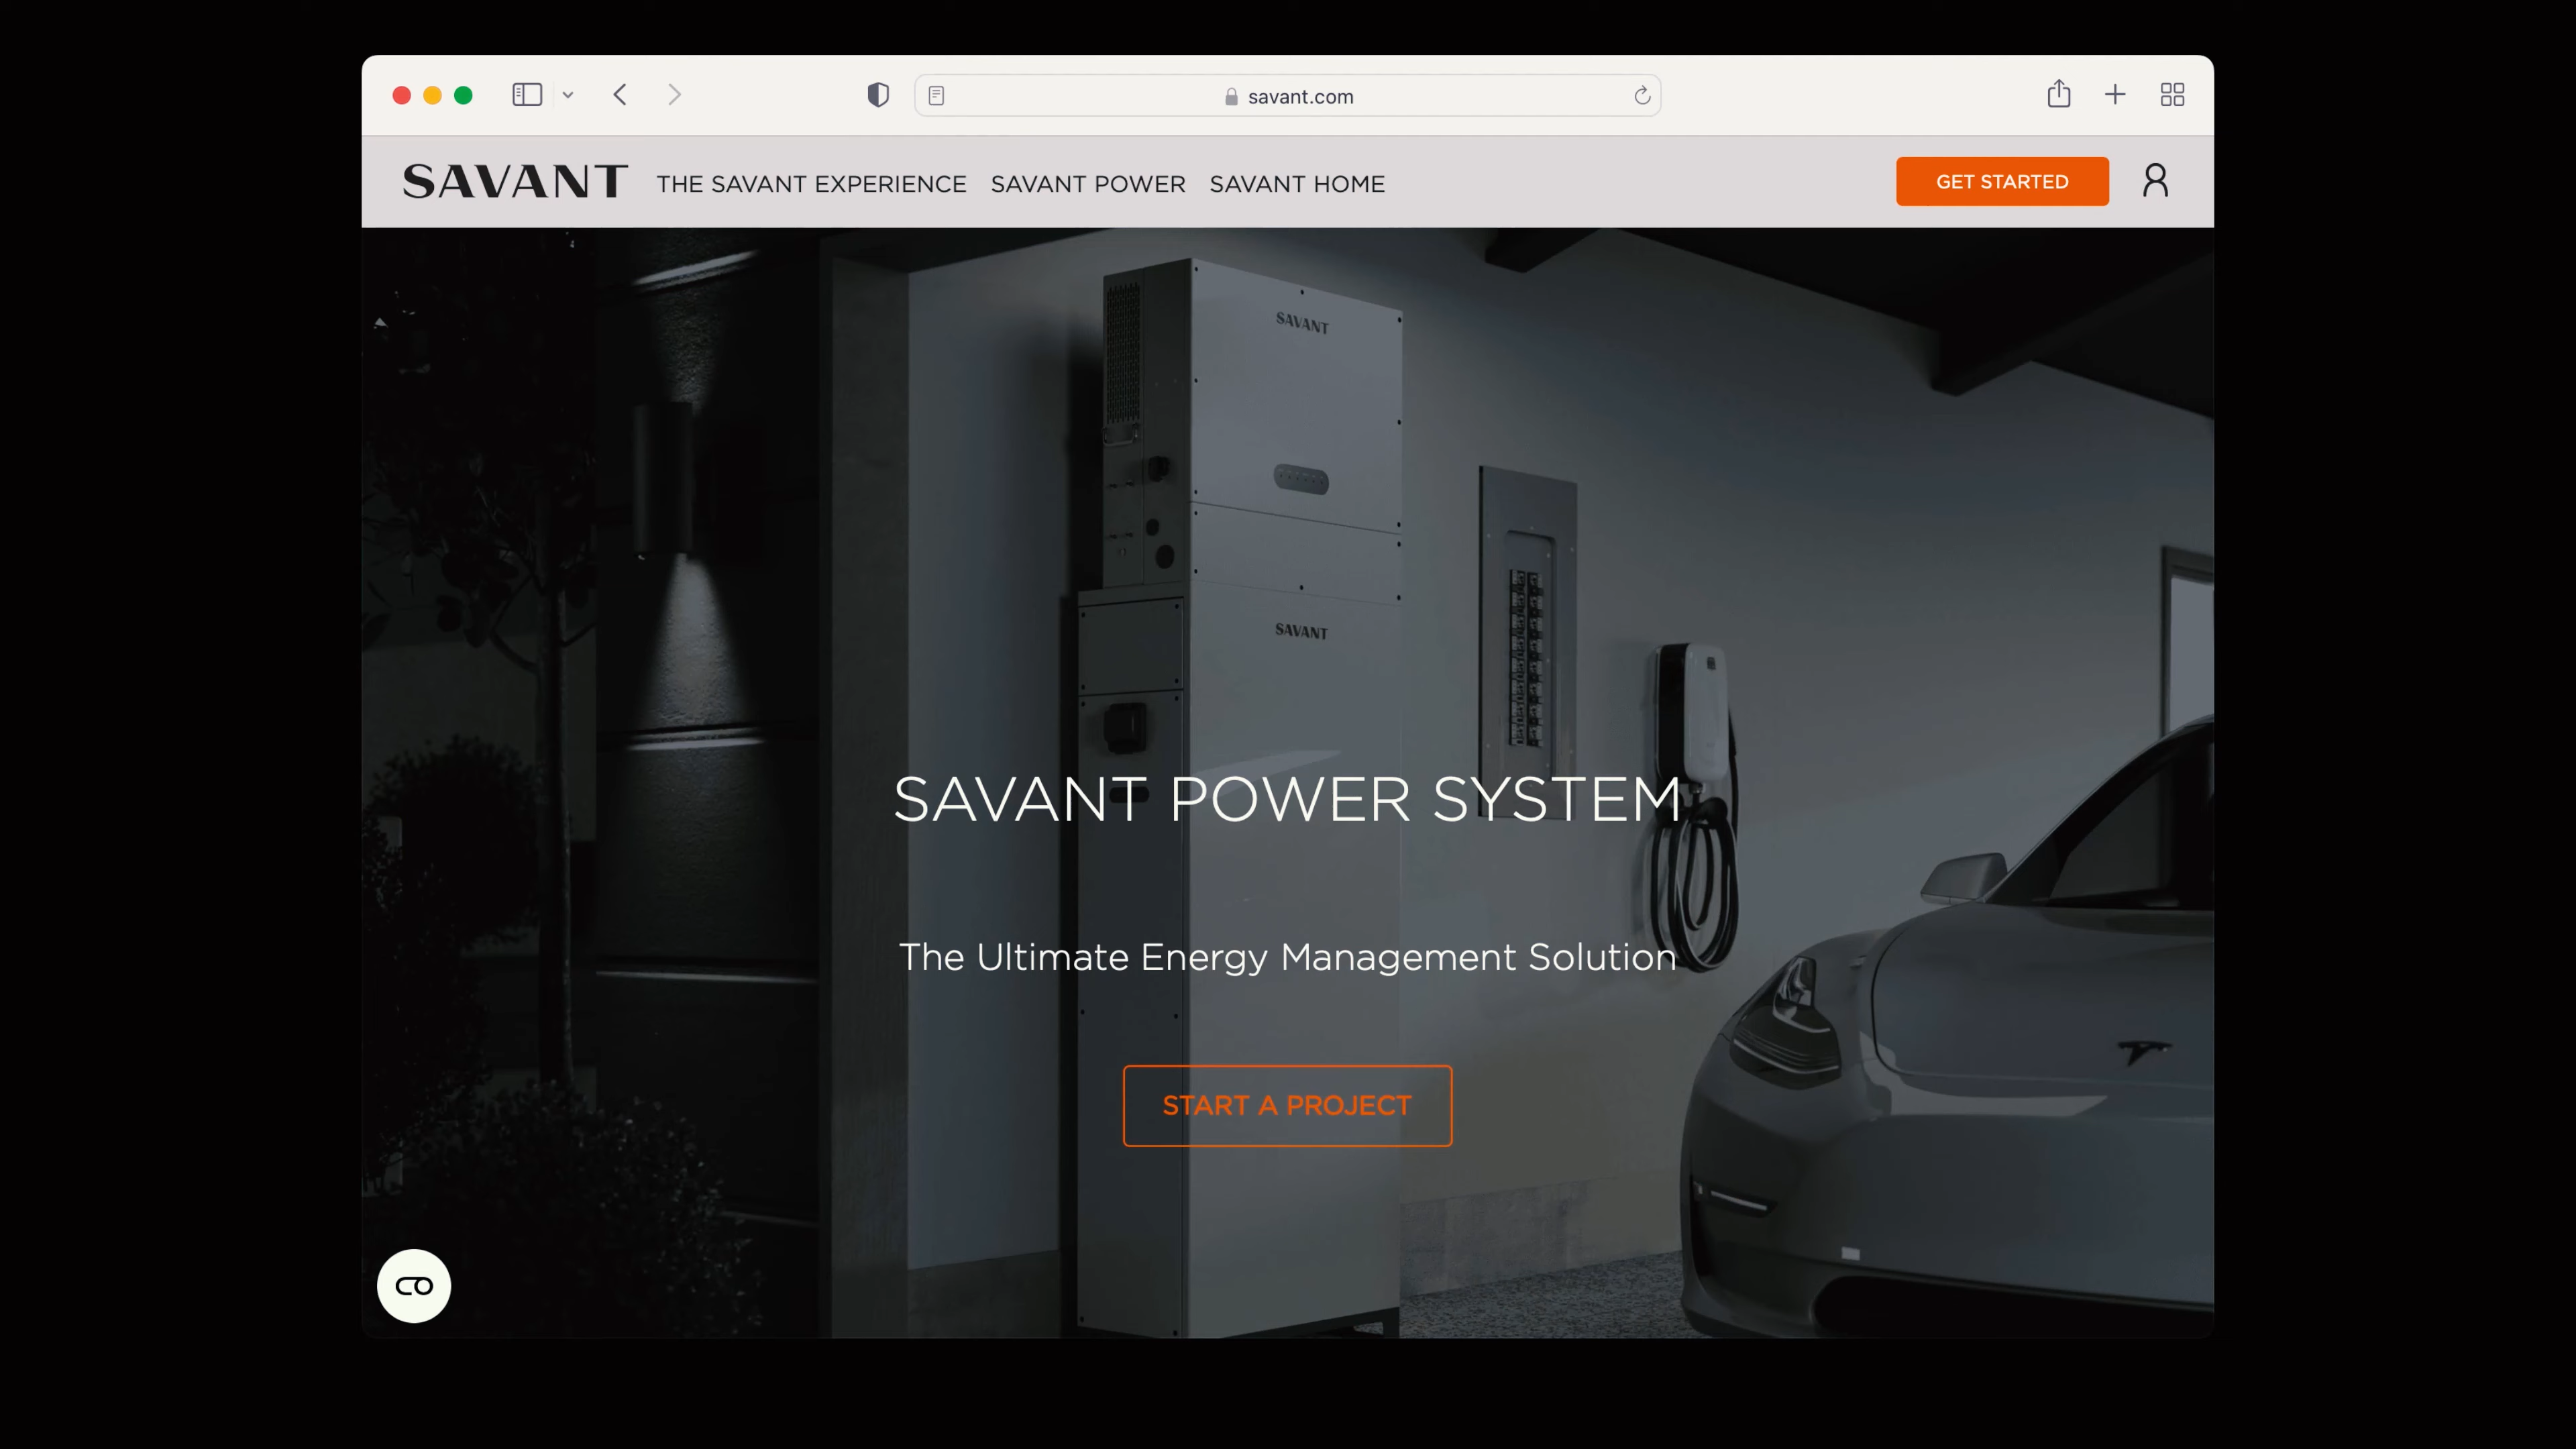 savant.com
SAVANT THE SAVANT EXPERIENCE SAVANT POWER SAVANT HOME GET STARTED
SAVANT
SAVANT
SAVANT POWER SYSTEM
The Ultimate Energy Management Solution
START A PROJECT